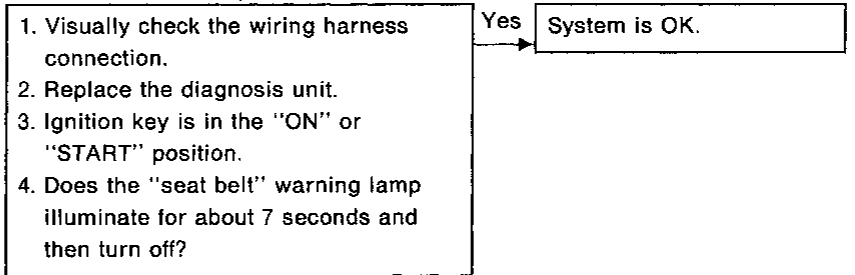 1. Visually check the wiring harness
connection.
2. Replace the diagnosis unit.
3. Ignition key is in the "ON" or
"START" position.
4. Does the "seat belt" warning lamp
illuminate for about 7 seconds and
then turn off?
Yes
System is OK.